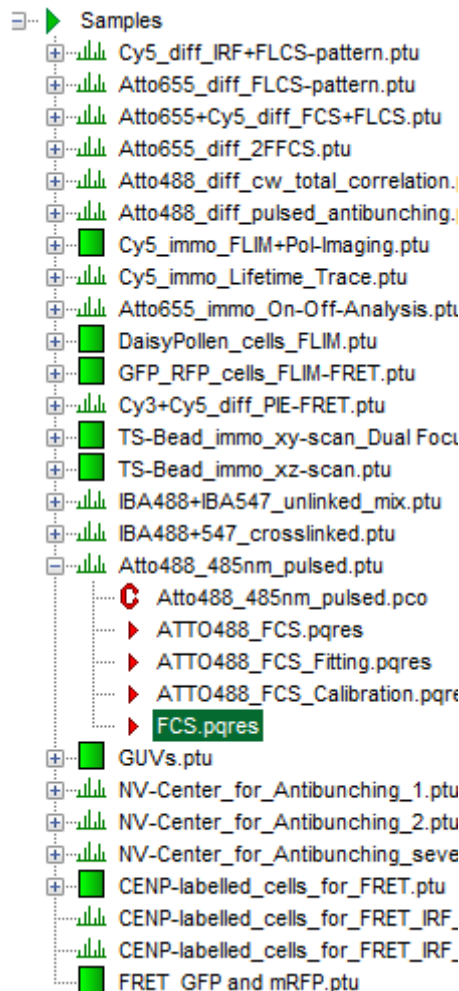 Samples
Cy5_diff_IRF+FLCS-pattern.ptu
Atto655_diff_FLCS-pattern.ptu
Atto655+Cy5_diff_FCS+FLCS.ptu
Atto655_diff_2FFCS.ptu
Atto488_diff_cw_total_correlation.
Atto488_diff_pulsed_antibunching.
Cy5_immo_FLIM+Pol-Imaging.ptu
Cy5_immo_Lifetime_Trace.ptu
Atto655_immo_On-Off-Analysis.ptu
DaisyPollen_cells_FLIM.ptu
GFP_RFP_cells_FLIM-FRET.ptu
Cy3+Cy5_diff_PIE-FRET.ptu
TS-Bead_immo_xy-scan_Dual Focu
TS-Bead_immo_xz-scan.ptu
IBA488+IBA547_unlinked_mix.ptu
IBA488+547_crosslinked.ptu
Atto488_485nm_pulsed.ptu
Atto488_485nm_pulsed.pco
ATTO488_FCS.pqres
ATTO488_FCS_Fitting.pqres
ATTO488_FCS_Calibration.pqre
FCS.pqres
GUVs.ptu
NV-Center_for_Antibunching_1.ptu
NV-Center_for_Antibunching_2.ptu
NV-Center_for_Antibunching_seve
CENP-labelled_cells_for_FRET.ptu
CENP-labelled_cells_for_FRET_IRF_
CENP-labelled_cells_for_FRET_IRF_
FRET_GFP and mRFP.ptu